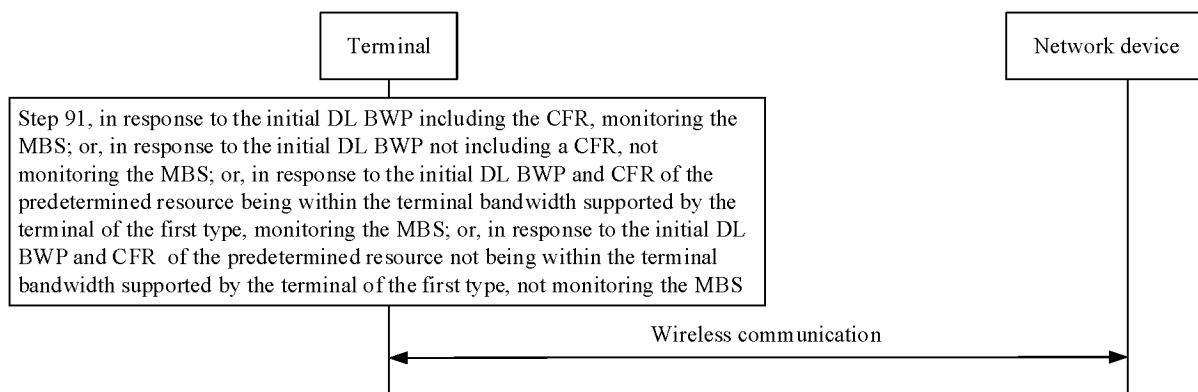 Terminal
Network device
Step 91, in response to the initial DL BWP including the CFR, monitoring the
MBS; or, in response to the initial DL BWP not including a CFR, not
monitoring the MBS; or, in response to the initial DL BWP and CFR of the
predetermined resource being within the terminal bandwidth supported by the
terminal of the first type, monitoring the MBS; or, in response to the initial DL
BWP and CFR of the predetermined resource not being within the terminal
bandwidth supported by the terminal of the first type, not monitoring the MBS
Wireless communication